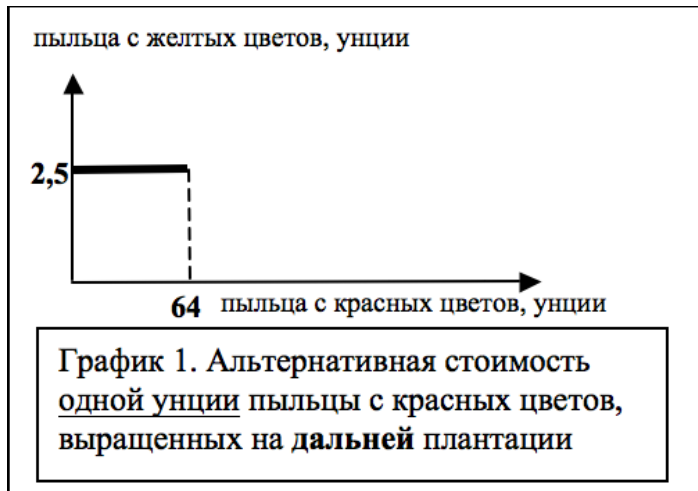 пыльца с желтых цветов, унции
2,5
64 пыльца с красных цветов, унции
График 1. Альтернативная стоимость
одной унции пыльцы с красных цветов,
выращенных на дальней плантации